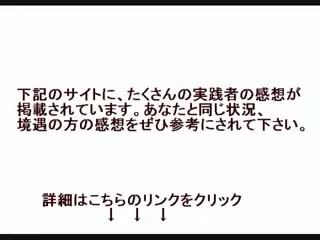 下記のサイトに、たくさんの実践者の感想が
掲載されています。あなたと同じ状況、
境遇の方の感想をぜひ参考にされて下さい。
詳細はこちらのリンクをクリック
↓ ↓ ↓